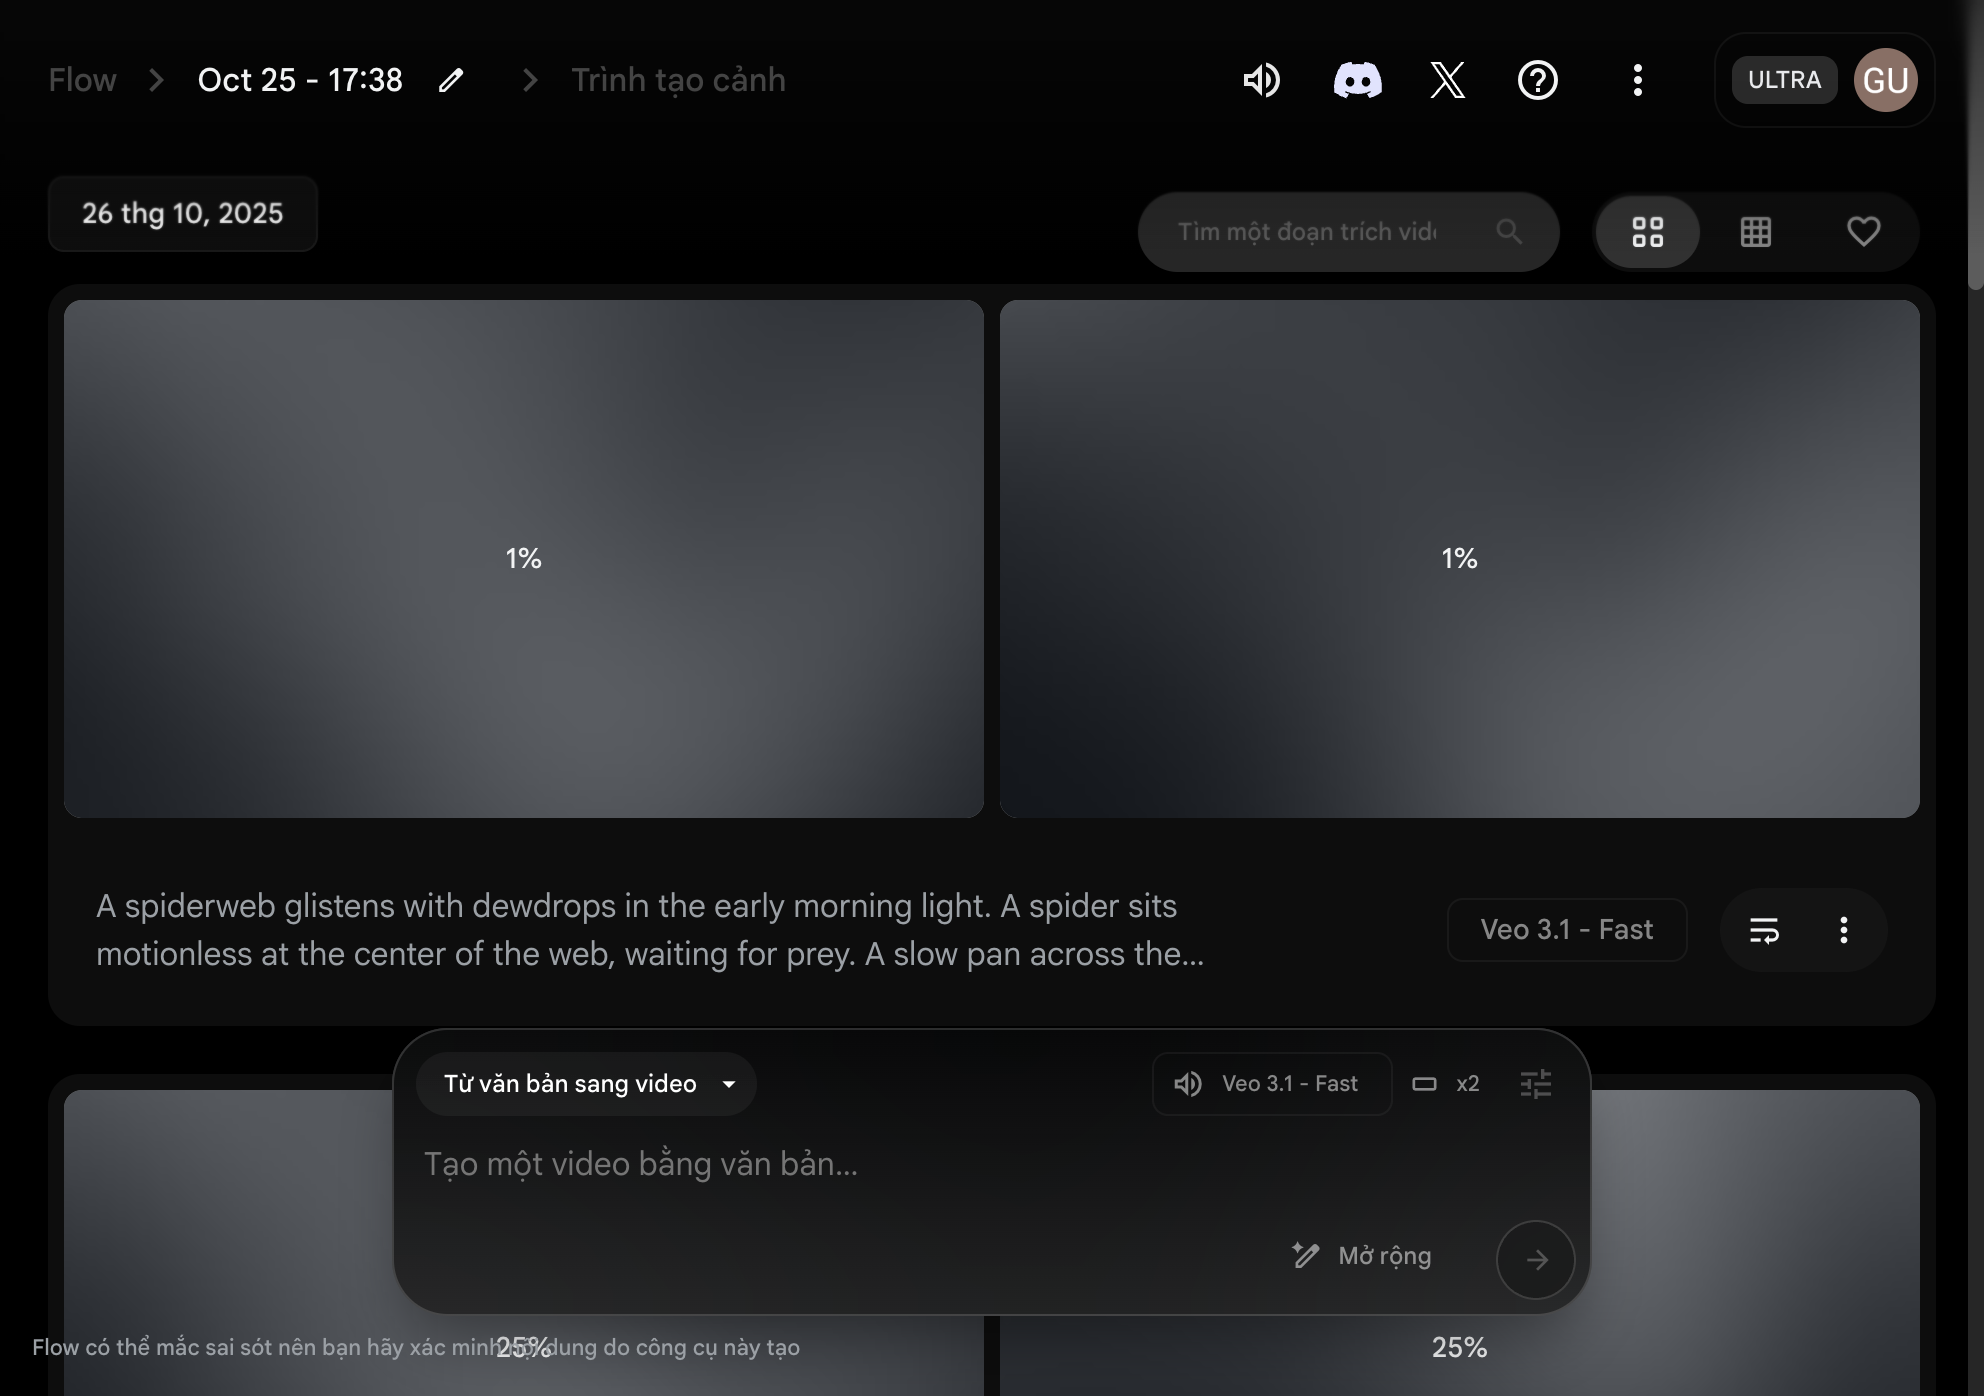 Flow
Oct 25 - 17:38
Trình tạo cảnh
ULTRA
GU
26 thg 10, 2025
Tìm một đoạn trích vide
1%
1%
A spiderweb glistens with dewdrops in the early morning light. A spider sits
motionless at the center of the web, waiting for prey. A slow pan across the...
Veo 3.1 - Fast
Từ văn bản sang video
Veo 3.1 - Fast
x2
Tạo một video bằng văn bản...
Mở rộng
Flow có thể mắc sai sót nên bạn hãy xác minh nội dung do công cụ này tạo
25%
25%